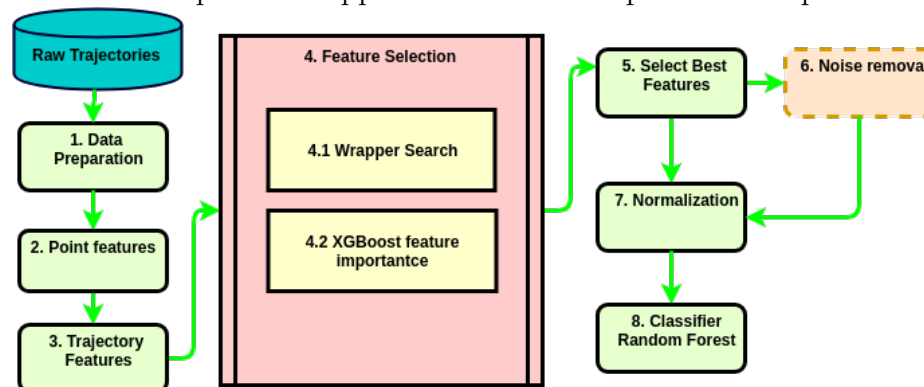 Raw Trajectories
1. Data
Preparation
2. Point features
3. Trajectory
Features
4. Feature Selection
4.1 Wrapper Search
4.2 XGBoost feature
importantce
5. Select Best
Features
6. Noise remova
7. Normalization
8. Classifier
Random Forest